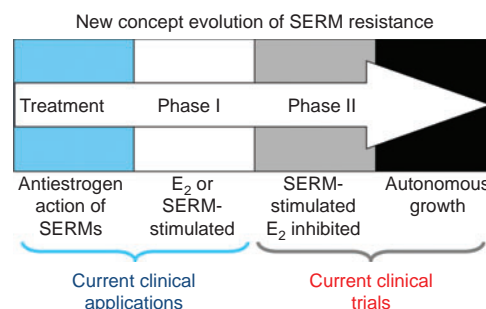 New concept evolution of SERM resistance
Treatment
Phase I
Phase II
Antiestrogen
action of
SERMs
E₂ or
SERM-
stimulated
SERM-
stimulated
E₂ inhibited
Autonomous
growth
Current clinical
applications
Current clinical
trials